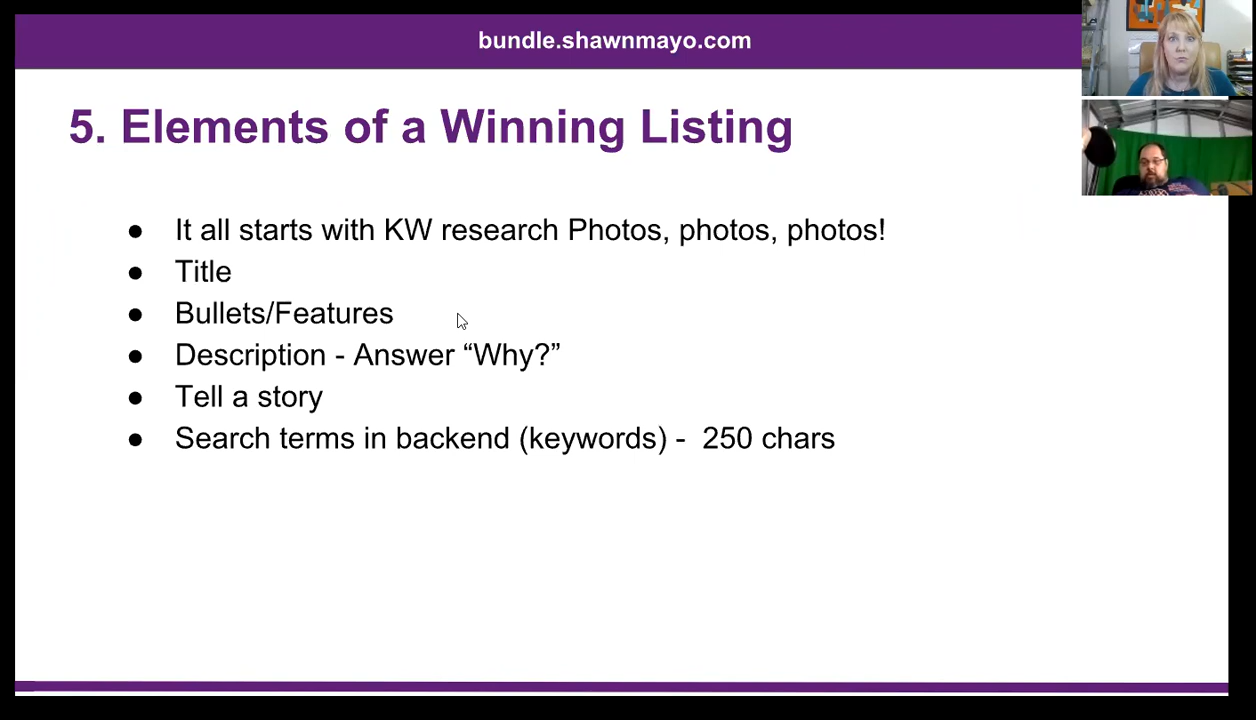 bundle.shawnmayo.com
5. Elements of a Winning Listing
● It all starts with KW research Photos, photos, photos!
● Title
● Bullets/Features
● Description - Answer “Why?”
● Tell a story
● Search terms in backend (keywords) -  250 chars